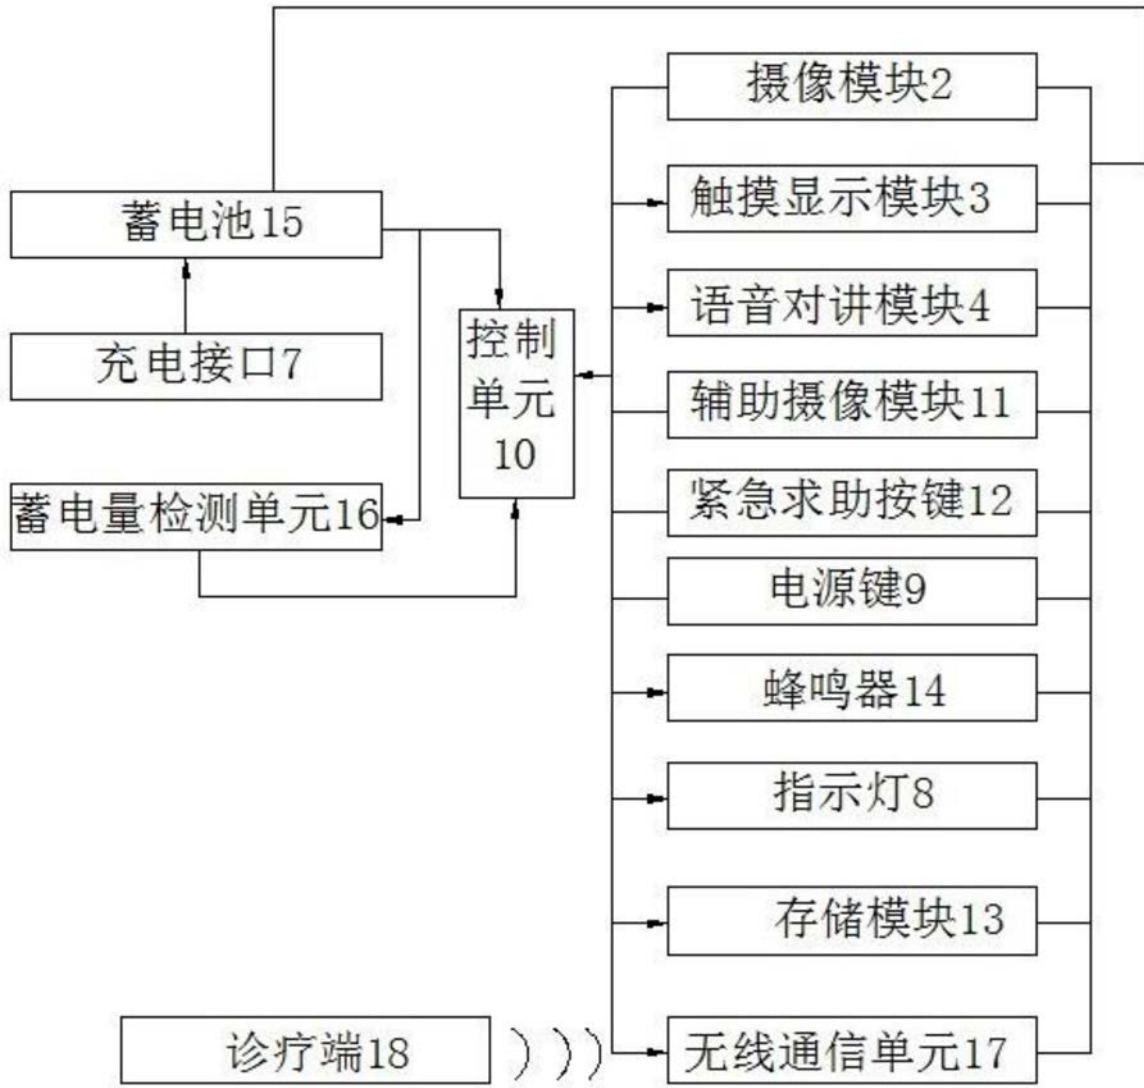 摄像模块2
触摸显示模块3
蓄电池15
语音对讲模块4
控制
单元
10
充电接口7
辅助摄像模块11
紧急求助按键12
蓄电量检测单元16
电源键9
蜂鸣器14
指示灯8
存储模块13
诊疗端18
无线通信单元17